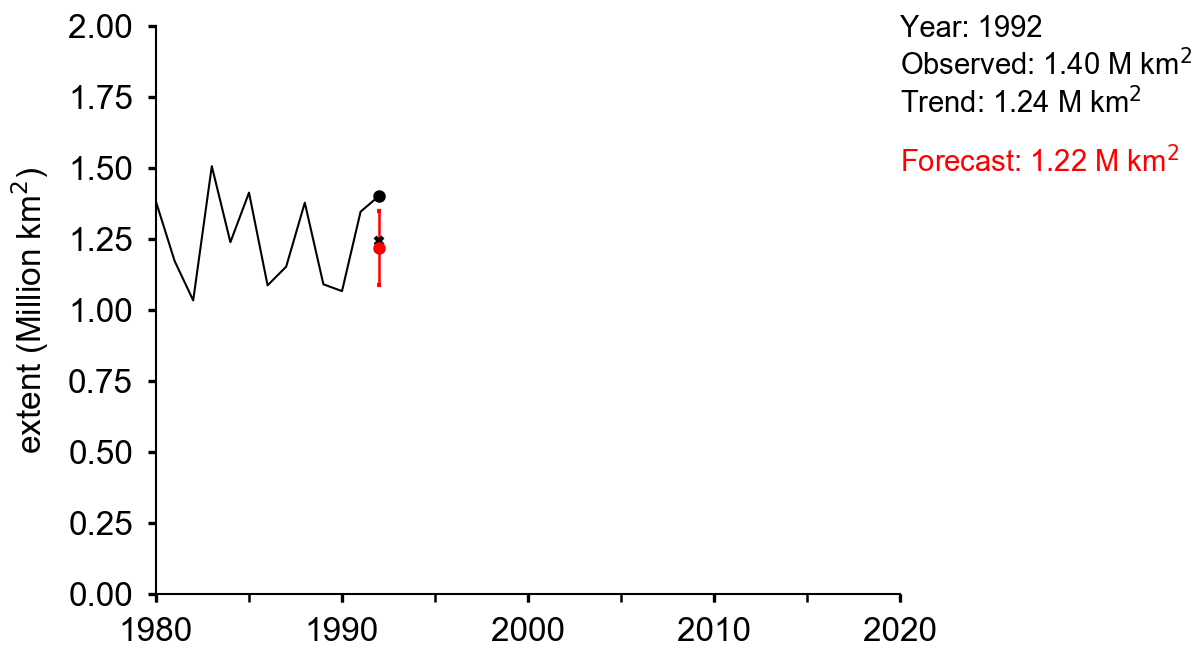 2.00
1.75
1.50
1.25
1.00
0.75
0.50
0.25
0.00
1980
1990
2000
2010
2020
extent (Million km²)
Year: 1992
Observed: 1.40 M km²
Trend: 1.24 M km²
Forecast: 1.22 M km²